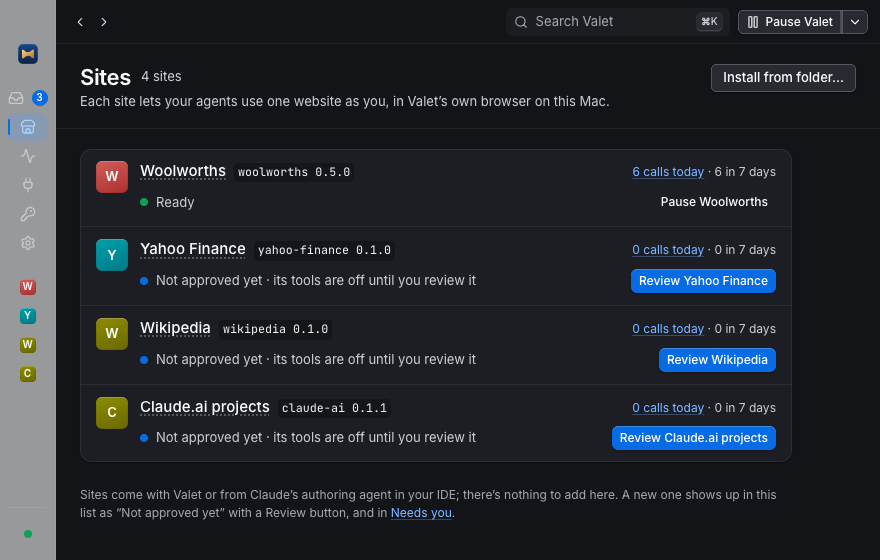 Search Valet
⌘K
Pause Valet
3
Sites 4 sites
Install from folder...
Each site lets your agents use one website as you, in Valet’s own browser on this Mac.
W
Woolworths woolworths 0.5.0
6 calls today · 6 in 7 days
Ready
Pause Woolworths
Y
Yahoo Finance yahoo-finance 0.1.0
0 calls today · 0 in 7 days
Not approved yet · its tools are off until you review it
Review Yahoo Finance
W
Wikipedia wikipedia 0.1.0
0 calls today · 0 in 7 days
Not approved yet · its tools are off until you review it
Review Wikipedia
C
Claude.ai projects claude-ai 0.1.1
0 calls today · 0 in 7 days
Not approved yet · its tools are off until you review it
Review Claude.ai projects
W
Y
W
C
Sites come with Valet or from Claude’s authoring agent in your IDE; there’s nothing to add here. A new one shows up in this
list as “Not approved yet” with a Review button, and in Needs you.